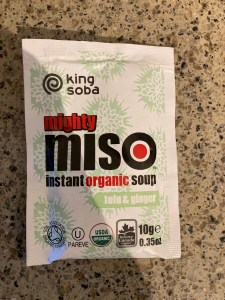 king
soba
mighty
miso
instant organic soup
tofu & ginger
U
PAREVE
USDA
ORGANIC
10g
0.35oz